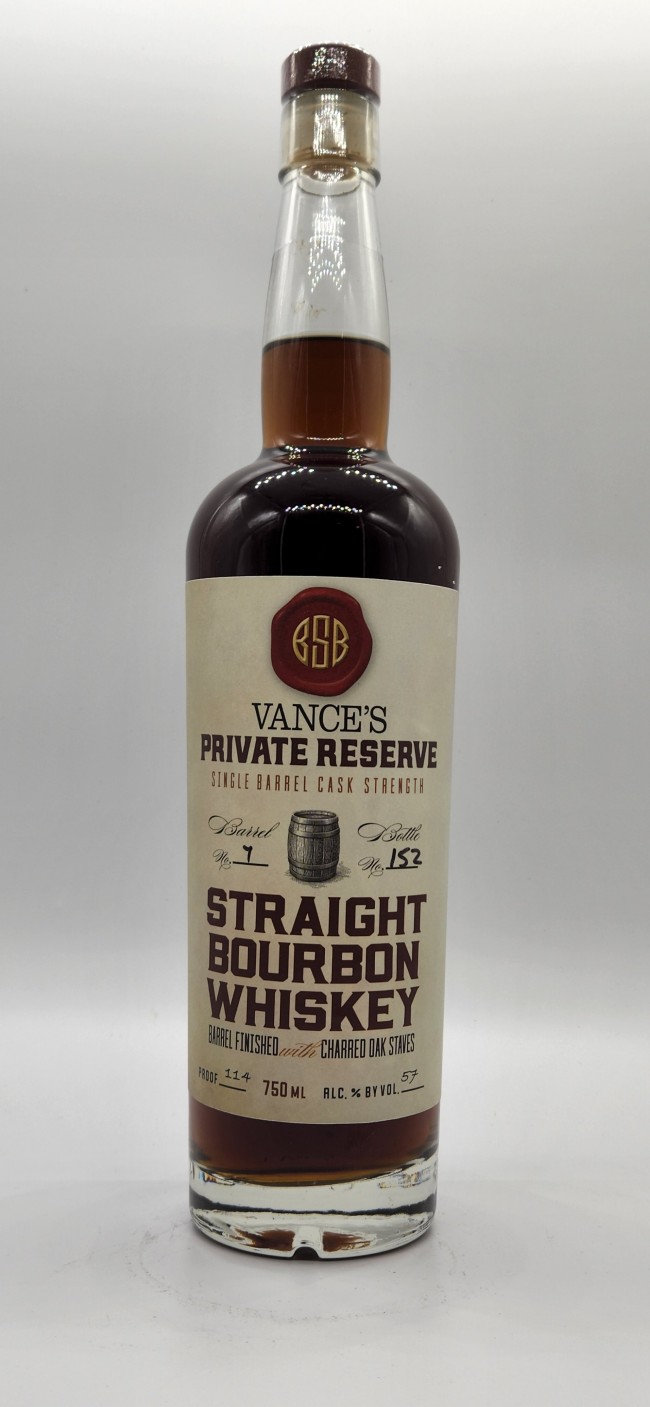 BSB
VANCE'S
PRIVATE RESERVE
SINGLE BARREL CASK STRENGTH
Barrel Bottle
No. 7 No. 152
STRAIGHT
BOURBON
WHISKEY
BARREL FINISHED with CHARRED OAK STAVES
PROOF 114 750 ML ALC. % BY VOL. 57